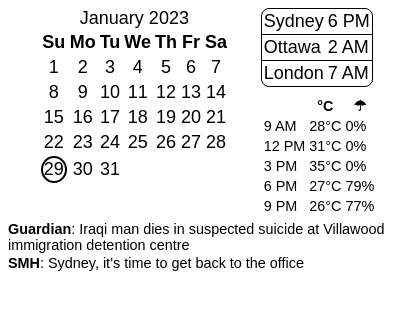 January 2023
Su Mo Tu We Th Fr Sa
1 2 3 4 5 6 7
8 9 10 11 12 13 14
15 16 17 18 19 20 21
22 23 24 25 26 27 28
29 30 31
Sydney 6 PM
Ottawa 2 AM
London 7 AM
°C ☂
9 AM 28°C 0%
12 PM 31°C 0%
3 PM 35°C 0%
6 PM 27°C 79%
9 PM 26°C 77%
Guardian: Iraqi man dies in suspected suicide at Villawood
immigration detention centre
SMH: Sydney, it’s time to get back to the office